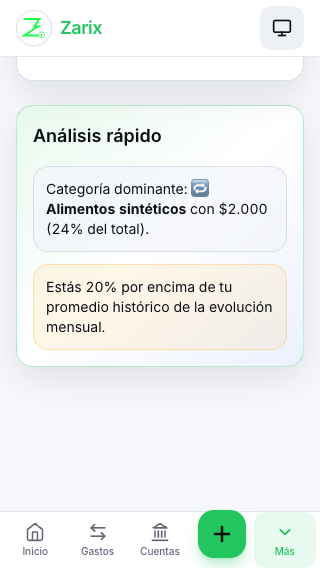 Zarix
Análisis rápido
Categoría dominante: 🔁
Alimentos sintéticos con $2.000
(24% del total).
Estás 20% por encima de tu
promedio histórico de la evolución
mensual.
Inicio
Gastos
Cuentas
Más